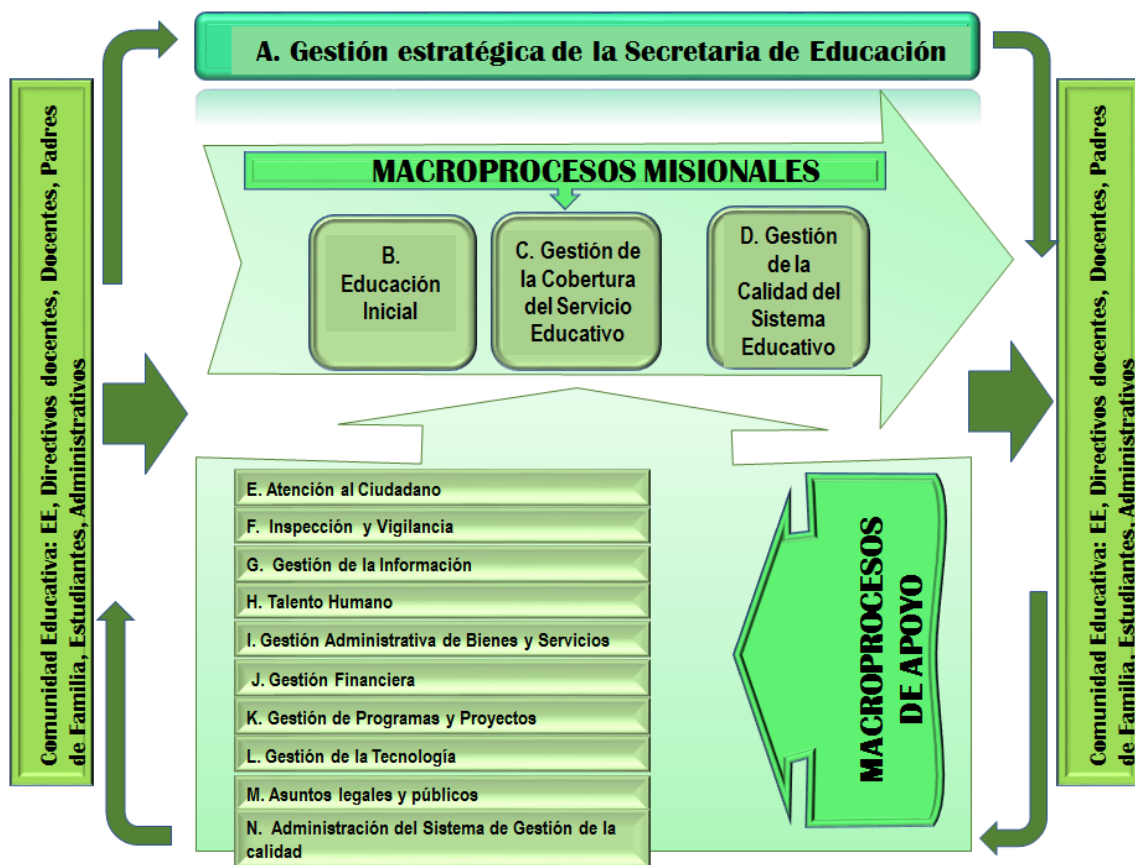 A. Gestión estratégica de la Secretaria de Educación
Comunidad Educativa: EE, Directivos docentes, Docentes, Padres
de Familia, Estudiantes, Administrativos
MACROPROCESOS MISIONALES
B.
Educación
Inicial
C. Gestión de
la Cobertura
del Servicio
Educativo
D. Gestión
de la
Calidad del
Sistema
Educativo
E. Atención al Ciudadano
F. Inspección y Vigilancia
G. Gestión de la Información
H. Talento Humano
I. Gestión Administrativa de Bienes y Servicios
J. Gestión Financiera
K. Gestión de Programas y Proyectos
L. Gestión de la Tecnología
M. Asuntos legales y públicos
N. Administración del Sistema de Gestión de la
calidad
MACROPROCESOS
DE APOYO
Comunidad Educativa: EE, Directivos docentes, Docentes, Padres
de Familia, Estudiantes, Administrativos